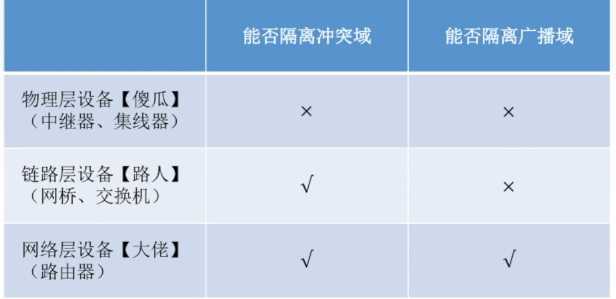 能否隔离冲突域 能否隔离广播域
物理层设备【傻瓜】
（中继器、集线器） × ×
链路层设备【路人】
（网桥、交换机） √ ×
网络层设备【大佬】
（路由器） √ √